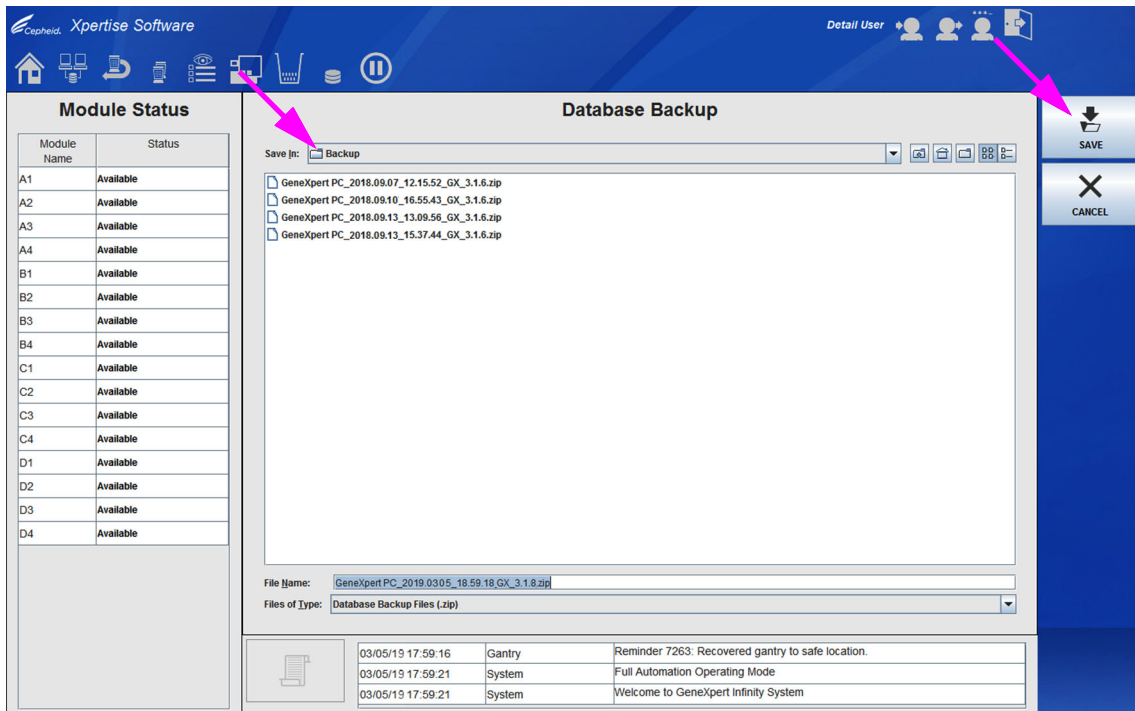 Cepheid. Xpertise Software
Detail User
Module Status
Module Name Status
A1 Available
A2 Available
A3 Available
A4 Available
B1 Available
B2 Available
B3 Available
B4 Available
C1 Available
C2 Available
C3 Available
C4 Available
D1 Available
D2 Available
D3 Available
D4 Available
Database Backup
Save In: Backup
GeneXpert PC_2018.09.07_12.15.52_GX_3.1.6.zip
GeneXpert PC_2018.09.10_16.55.43_GX_3.1.6.zip
GeneXpert PC_2018.09.13_13.09.56_GX_3.1.6.zip
GeneXpert PC_2018.09.13_15.37.44_GX_3.1.6.zip
File Name: GeneXpert PC_2019.0305_18.59.18_GX_3.1.8.zip
Files of Type: Database Backup Files (.zip)
03/05/19 17:59:16 Gantry Reminder 7263: Recovered gantry to safe location.
03/05/19 17:59:21 System Full Automation Operating Mode
03/05/19 17:59:21 System Welcome to GeneXpert Infinity System
SAVE
CANCEL